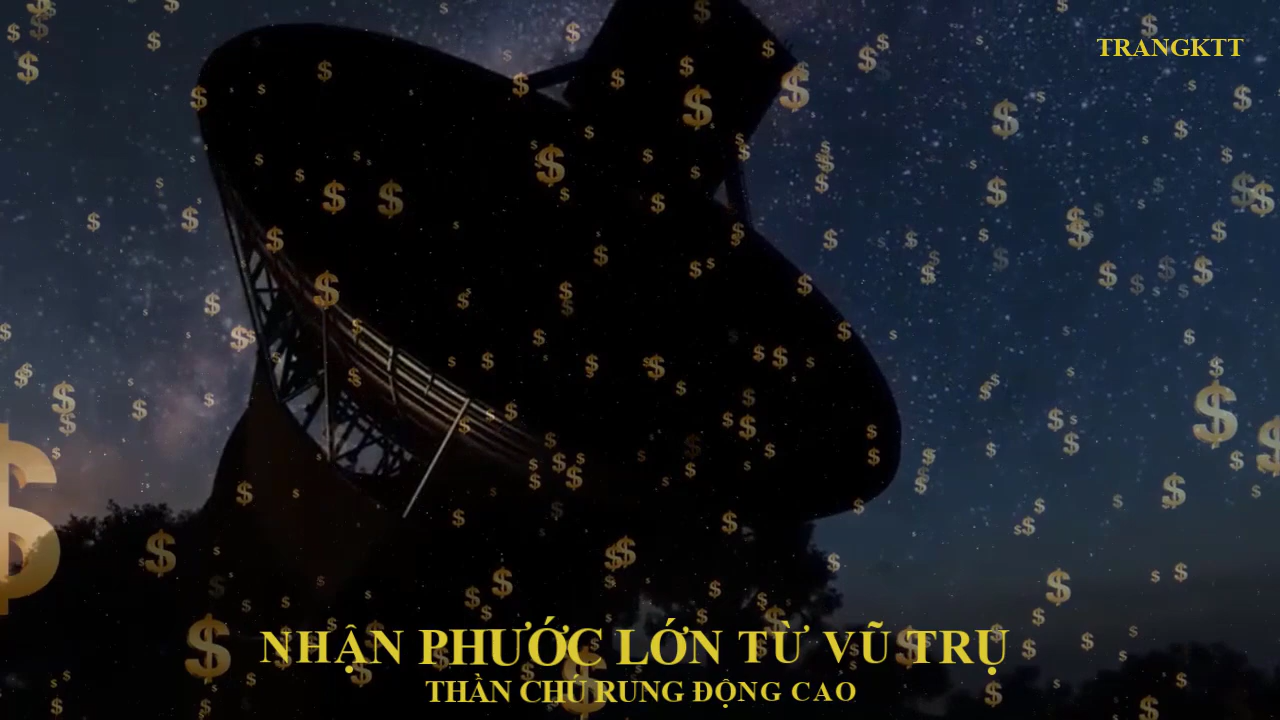 TRANGKTT
NHẬN PHƯỚC LỚN TỪ VŨ TRỤ
THẦN CHÚ RUNG ĐỘNG CAO